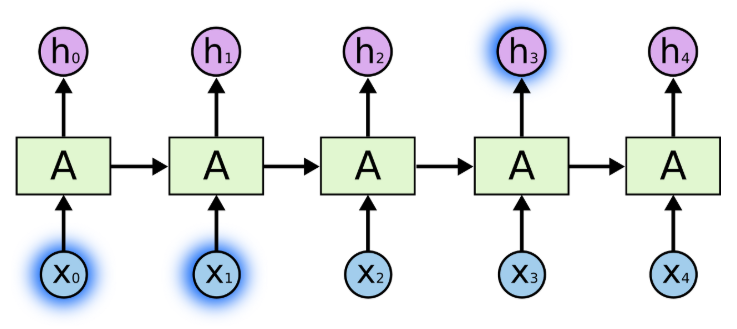 h₀ h₁ h₂ h₃ h₄
A A A A A
x₀ x₁ x₂ x₃ x₄